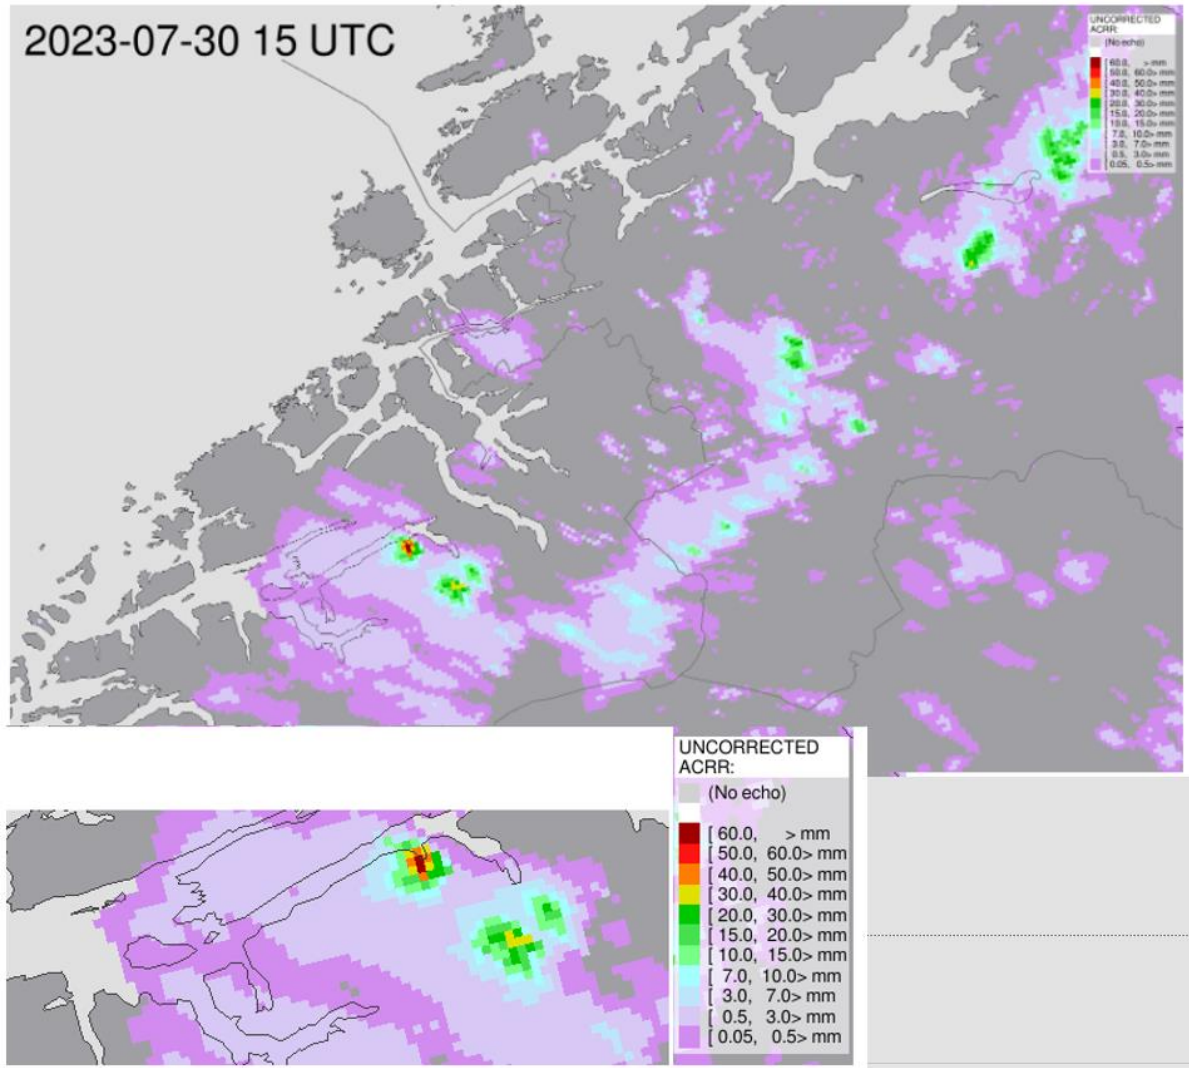 2023-07-30 15 UTC
UNCORRECTED
ACRR:
(No echo)
[ 60.0, > mm
[ 50.0, 60.0> mm
[ 40.0, 50.0> mm
[ 30.0, 40.0> mm
[ 20.0, 30.0> mm
[ 15.0, 20.0> mm
[ 10.0, 15.0> mm
[ 7.0, 10.0> mm
[ 3.0, 7.0> mm
[ 0.5, 3.0> mm
[ 0.05, 0.5> mm
UNCORRECTED
ACRR:
(No echo)
[ 60.0, > mm
[ 50.0, 60.0> mm
[ 40.0, 50.0> mm
[ 30.0, 40.0> mm
[ 20.0, 30.0> mm
[ 15.0, 20.0> mm
[ 10.0, 15.0> mm
[ 7.0, 10.0> mm
[ 3.0, 7.0> mm
[ 0.5, 3.0> mm
[ 0.05, 0.5> mm